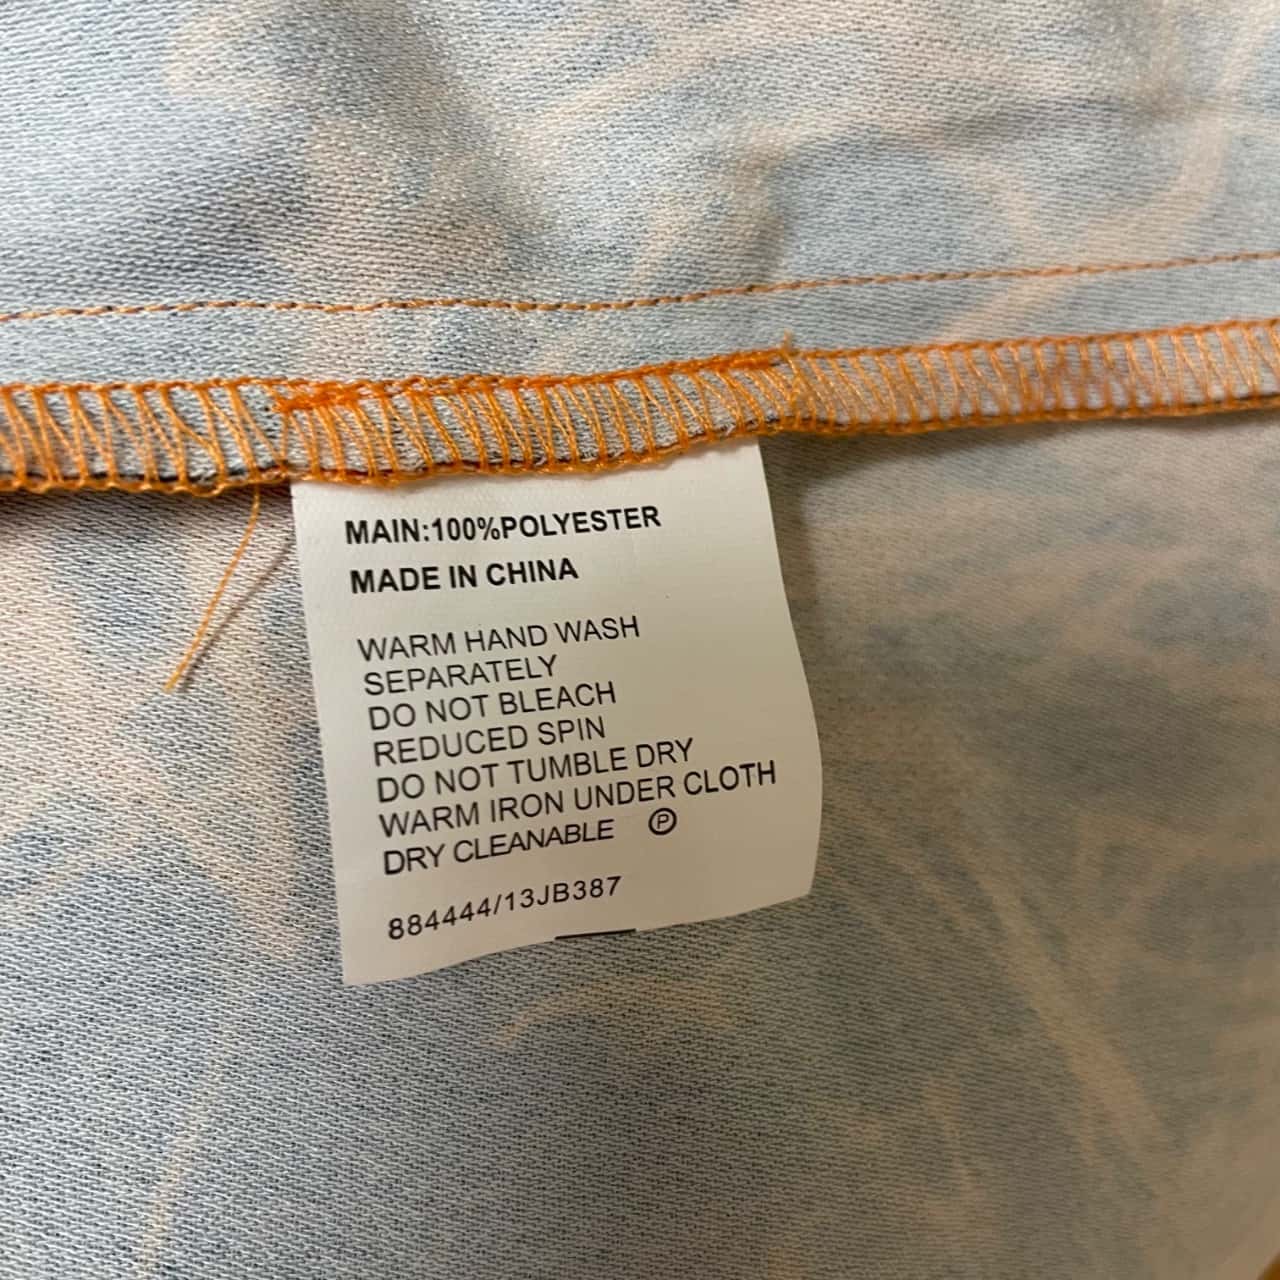 MAIN:100%POLYESTER
MADE IN CHINA
WARM HAND WASH
SEPARATELY
DO NOT BLEACH
REDUCED SPIN
DO NOT TUMBLE DRY
WARM IRON UNDER CLOTH
DRY CLEANABLE Ⓟ
884444/13JB387